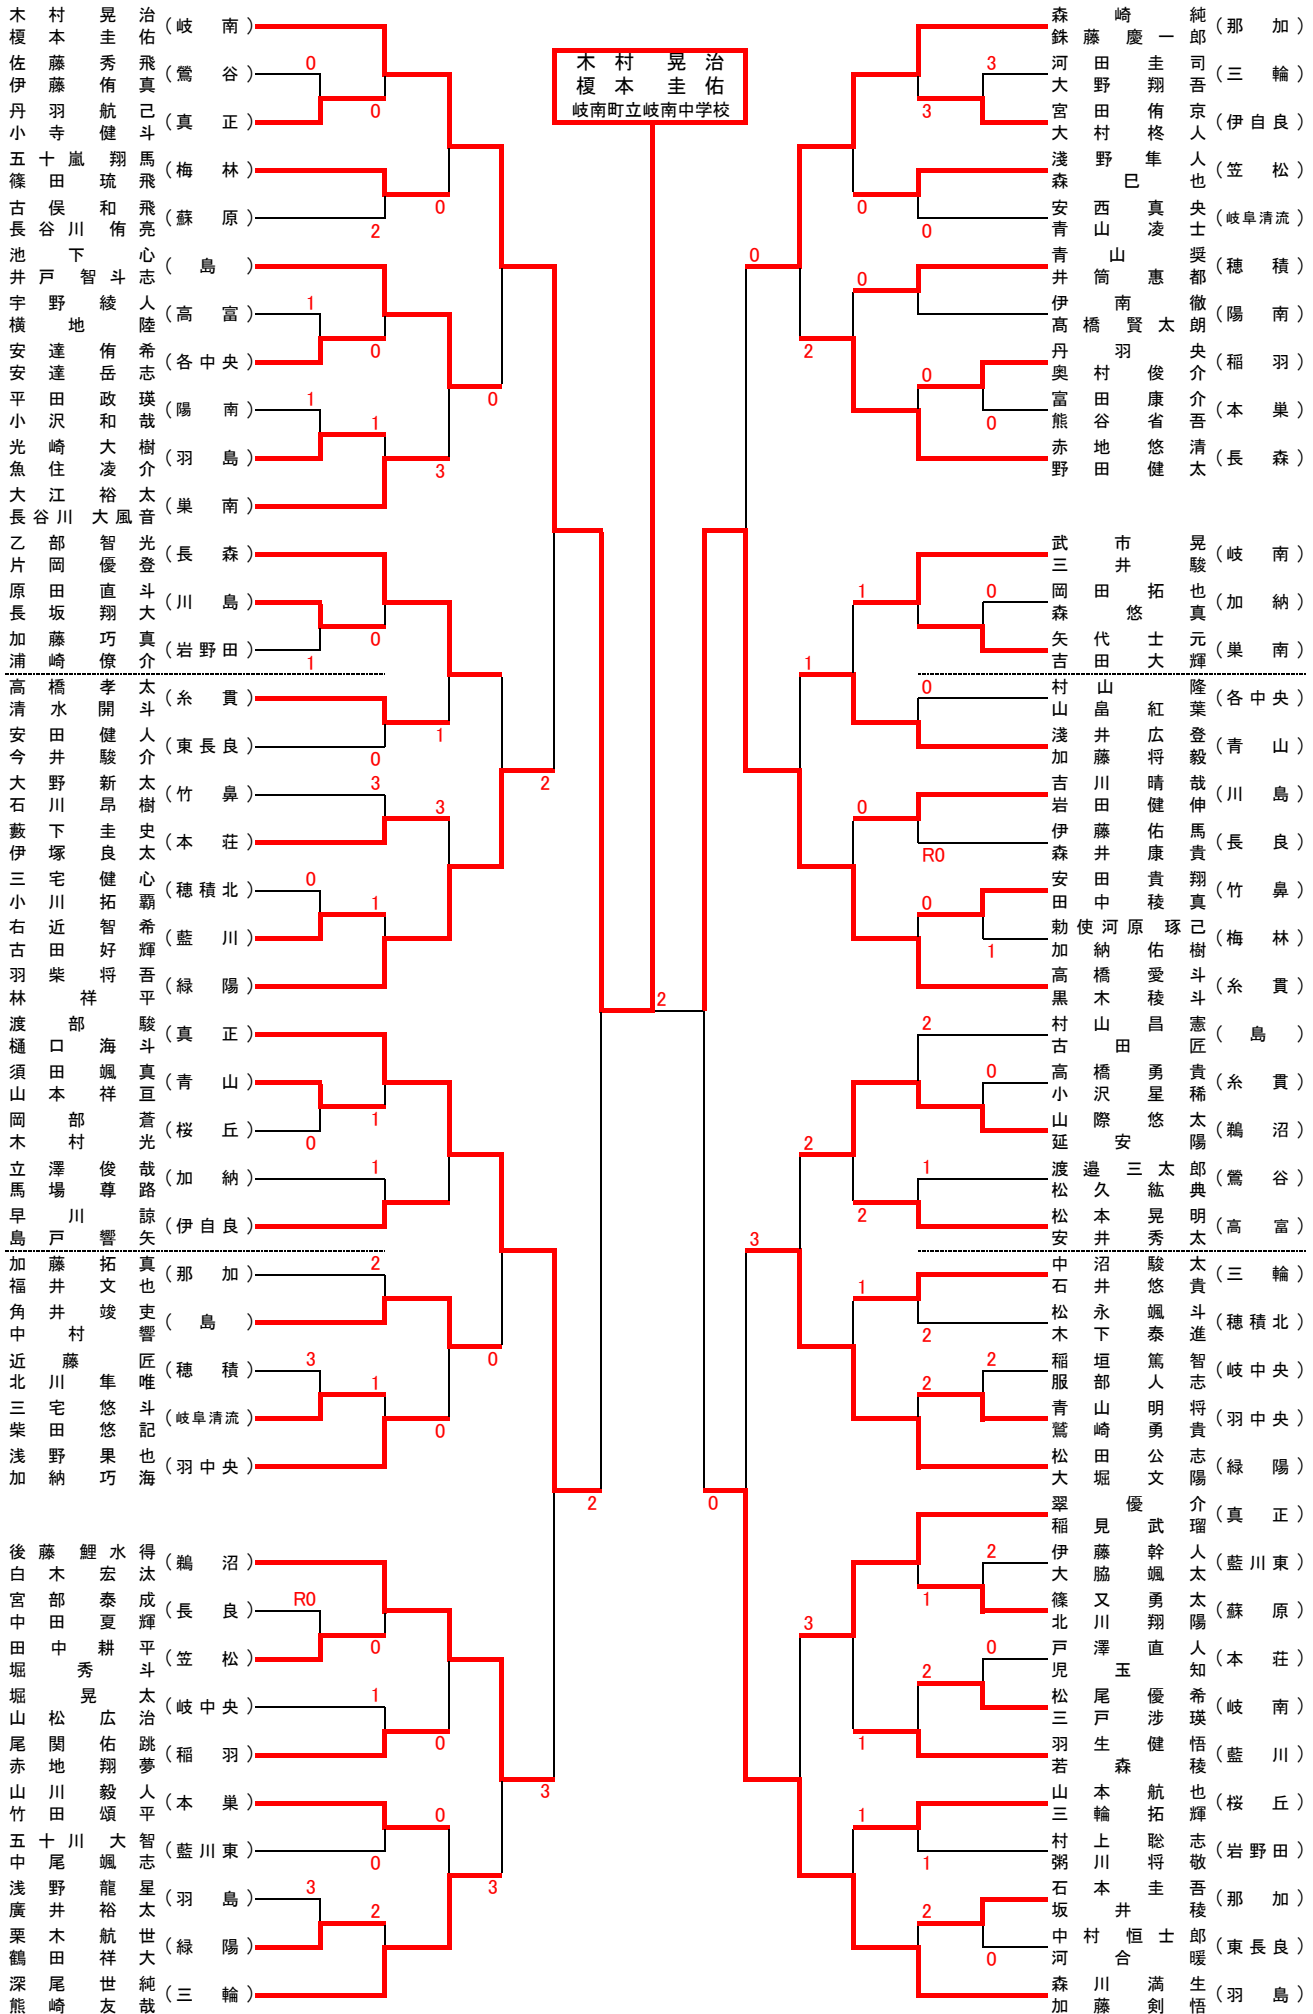 木村 晃治
榎本 圭佑
岐南町立岐南中学校
木村晃治
榎本圭佑
(岐南)
佐藤秀飛
伊藤侑真
(鶯谷)
0
丹羽航己
小寺健斗
(真正)
0
五十嵐翔馬
篠田琉飛
(梅林)
0
古俣和飛
長谷川侑亮
(蘇原)
2
池下心
井戸智斗志
(島)
宇野綾人
横地陸
(高富)
1
安達侑希
安達岳志
(各中央)
0
平田政瑛
小沢和哉
(陽南)
1
0
光崎大樹
魚住凌介
(羽島)
1
3
大江裕太
長谷川大風音
(巣南)
乙部智光
片岡優登
(長森)
原田直斗
長坂翔大
(川島)
0
加藤巧真
浦崎僚介
(岩野田)
1
高橋孝太
清水開斗
(糸貫)
1
安田健人
今井駿介
(東長良)
0
大野新太
石川昂樹
(竹鼻)
3
2
藪下圭史
伊塚良太
(本荘)
3
三宅健心
小川拓覇
(穂積北)
0
右近智希
古田好輝
(藍川)
1
羽柴将吾
林祥平
(緑陽)
渡部駿
樋口海斗
(真正)
須田颯真
山本祥亘
(青山)
1
岡部蒼
木村光
(桜丘)
0
立澤俊哉
馬場尊路
(加納)
1
早川諒
島戸響矢
(伊自良)
加藤拓真
福井文也
(那加)
2
角井竣吏
中村響
(島)
0
近藤匠
北川隼唯
(穂積)
3
三宅悠斗
柴田悠記
(岐阜清流)
1
0
浅野果也
加納巧海
(羽中央)
2
後藤鯉水得
白木宏汰
(鵜沼)
宮部泰成
中田夏輝
(長良)
R0
田中耕平
堀秀斗
(笠松)
0
堀晃太
山松広治
(岐中央)
1
尾関佑跳
赤地翔夢
(稲羽)
0
山川毅人
竹田頌平
(本巣)
3
0
五十川大智
中尾颯志
(藍川東)
0
浅野龍星
廣井裕太
(羽島)
3
3
栗木航世
鶴田祥大
(緑陽)
2
深尾世純
熊崎友哉
(三輪)
2
森崎純
銖藤慶一郎
(那加)
河田圭司
大野翔吾
(三輪)
3
宮田侑京
大村柊人
(伊自良)
3
淺野隼人
森巳也
(笠松)
0
安西真央
青山凌士
(岐阜清流)
0
0
青山奨
井筒惠都
(穂積)
0
伊南徹
髙橋賢太朗
(陽南)
2
丹羽央
奥村俊介
(稲羽)
0
富田康介
熊谷省吾
(本巣)
0
赤地悠清
野田健太
(長森)
武市晃
三井駿
(岐南)
岡田拓也
森悠真
(加納)
0
1
矢代士元
吉田大輝
(巣南)
1
村山隆
山畠紅葉
(各中央)
0
淺井広登
加藤将毅
(青山)
吉川晴哉
岩田健伸
(川島)
0
伊藤佑馬
森井康貴
(長良)
R0
安田貴翔
田中稜真
(竹鼻)
0
勅使河原琢己
加納佑樹
(梅林)
1
高橋愛斗
黒木稜斗
(糸貫)
村山昌憲
古田匠
(島)
2
高橋勇貴
小沢星稀
(糸貫)
0
山際悠太
延安陽
(鵜沼)
2
渡邉三太郎
松久紘典
(鶯谷)
1
松本晃明
安井秀太
(高富)
2
3
中沼駿太
石井悠貴
(三輪)
1
松永颯斗
木下泰進
(穂積北)
2
稲垣篤智
服部人志
(岐中央)
2
青山明将
鷲崎勇貴
(羽中央)
2
松田公志
大堀文陽
(緑陽)
0
翠優介
稲見武瑠
(真正)
伊藤幹人
大脇颯太
(藍川東)
2
篠又勇太
北川翔陽
(蘇原)
1
3
戸澤直人
児玉知
(本荘)
0
松尾優希
三戸渉瑛
(岐南)
2
羽生健悟
若森稜
(藍川)
1
山本航也
三輪拓輝
(桜丘)
1
村上聡志
粥川将敬
(岩野田)
1
石本圭吾
坂井稜
(那加)
2
中村恒士郎
河合暖
(東長良)
0
森川満生
加藤剣悟
(羽島)